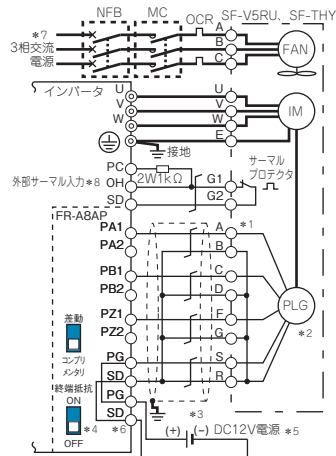 NFB MC OCR SF-V5RU、SF-THY
*7
3相交流
電源
A
B
C
FAN
インバータ
U
V
W
U
V
W
E
IM
接地
PC
2W1kΩ
外部サーマル入力*8 OH
SD
G1
G2
サーマル
プロテクタ
FR-A8AP
PA1
PA2
PB1
PB2
PZ1
PZ2
PG
SD
PG
SD
A
B
C
D
F
G
S
R
*1
PLG
*2
差動
コンプリ
メンタリ
終端抵抗
ON
OFF
*4
*6
*3
(+) (-) DC12V電源 *5